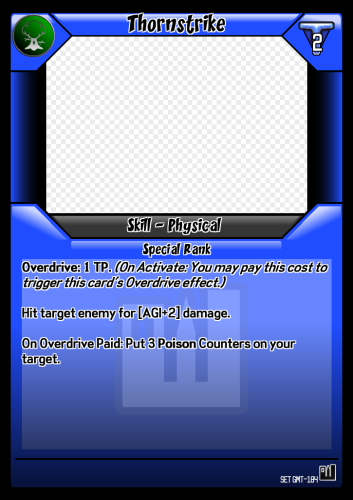 Thornstrike
2
Skill - Physical
Special Rank
Overdrive: 1 TP. (On Activate: You may pay this cost to
trigger this card's Overdrive effect.)
Hit target enemy for [AGI+2] damage.
On Overdrive Paid: Put 3 Poison Counters on your
target.
SET GMT-184